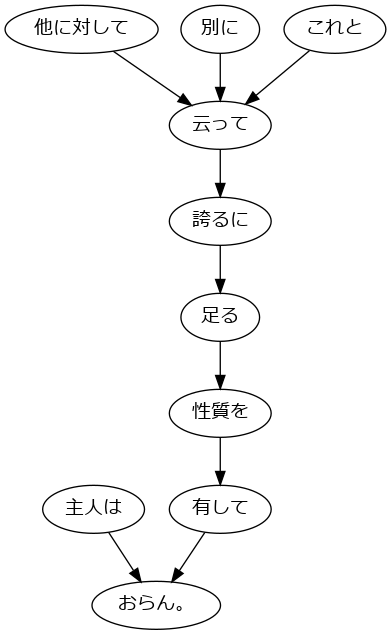 他に対して 別に これと
云って
誇るに
足る
性質を
主人は 有して
おらん。